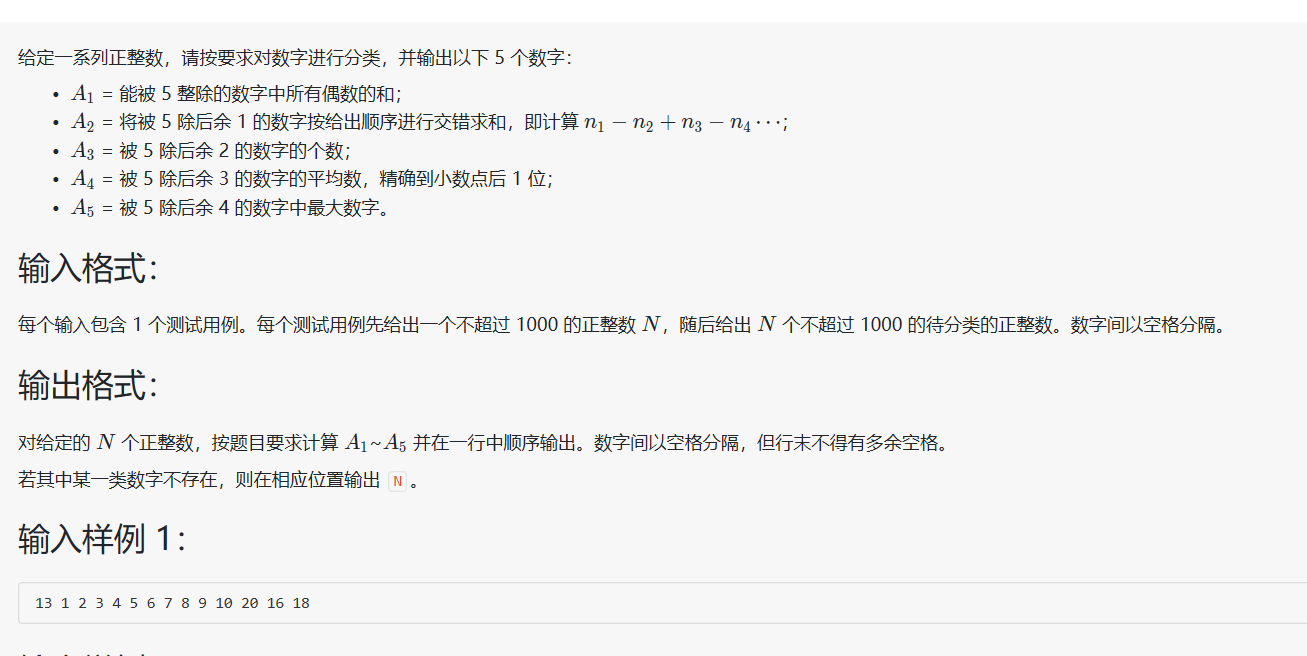 给定一系列正整数，请按要求对数字进行分类，并输出以下 5 个数字：
• A₁ = 能被 5 整除的数字中所有偶数的和；
• A₂ = 将被 5 除后余 1 的数字按给出顺序进行交错求和，即计算 n₁ − n₂ + n₃ − n₄ ⋯；
• A₃ = 被 5 除后余 2 的数字的个数；
• A₄ = 被 5 除后余 3 的数字的平均数，精确到小数点后 1 位；
• A₅ = 被 5 除后余 4 的数字中最大数字。
输入格式：
每个输入包含 1 个测试用例。每个测试用例先给出一个不超过 1000 的正整数 N，随后给出 N 个不超过 1000 的待分类的正整数。数字间以空格分隔。
输出格式：
对给定的 N 个正整数，按题目要求计算 A₁~A₅ 并在一行中顺序输出。数字间以空格分隔，但行末不得有多余空格。
若其中某一类数字不存在，则在相应位置输出 N 。
输入样例 1：
13 1 2 3 4 5 6 7 8 9 10 20 16 18